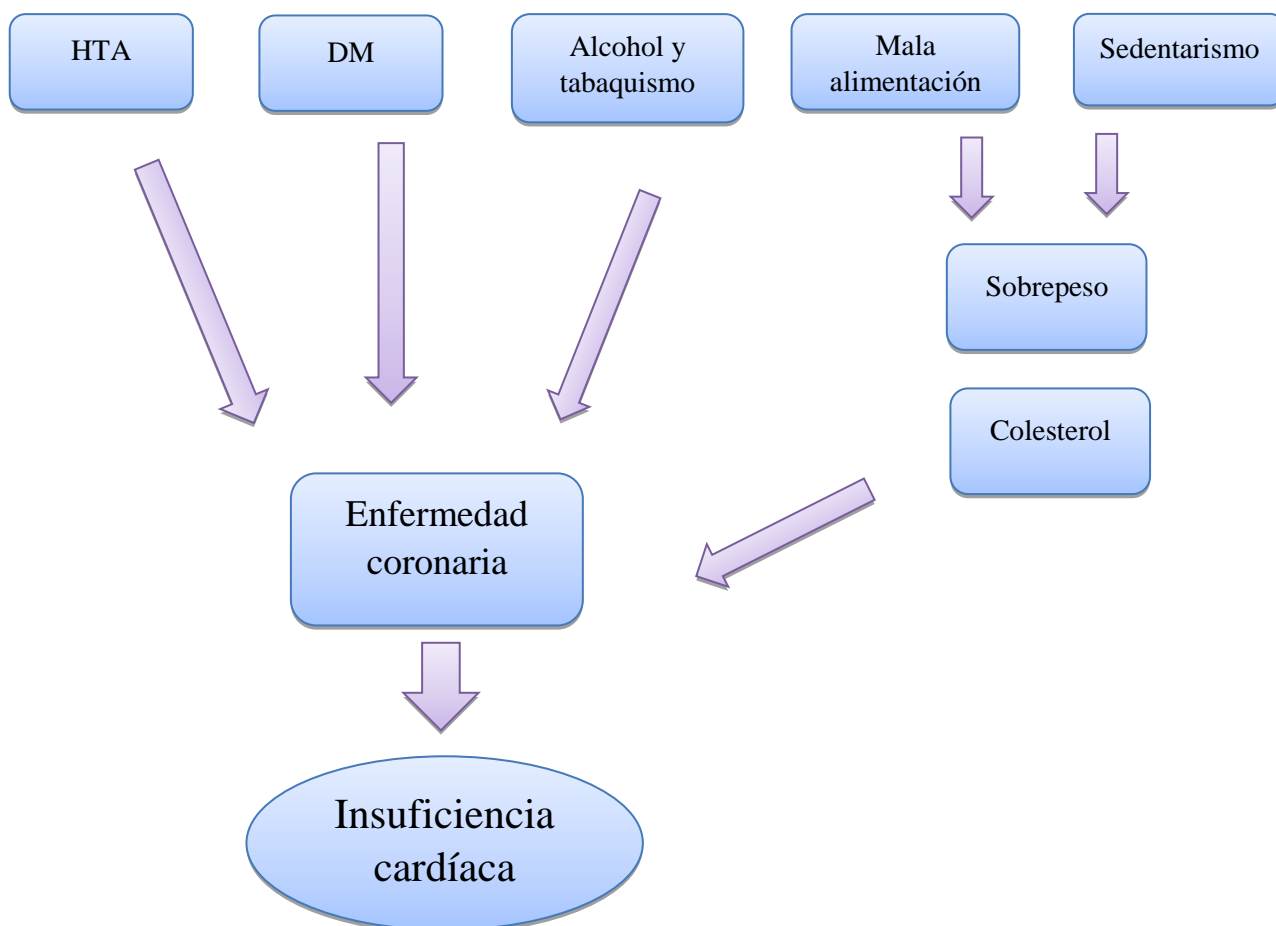 HTA
DM
Alcohol y
tabaquismo
Mala
alimentación
Sedentarismo
Sobrepeso
Colesterol
Enfermedad
coronaria
Insuficiencia
cardíaca